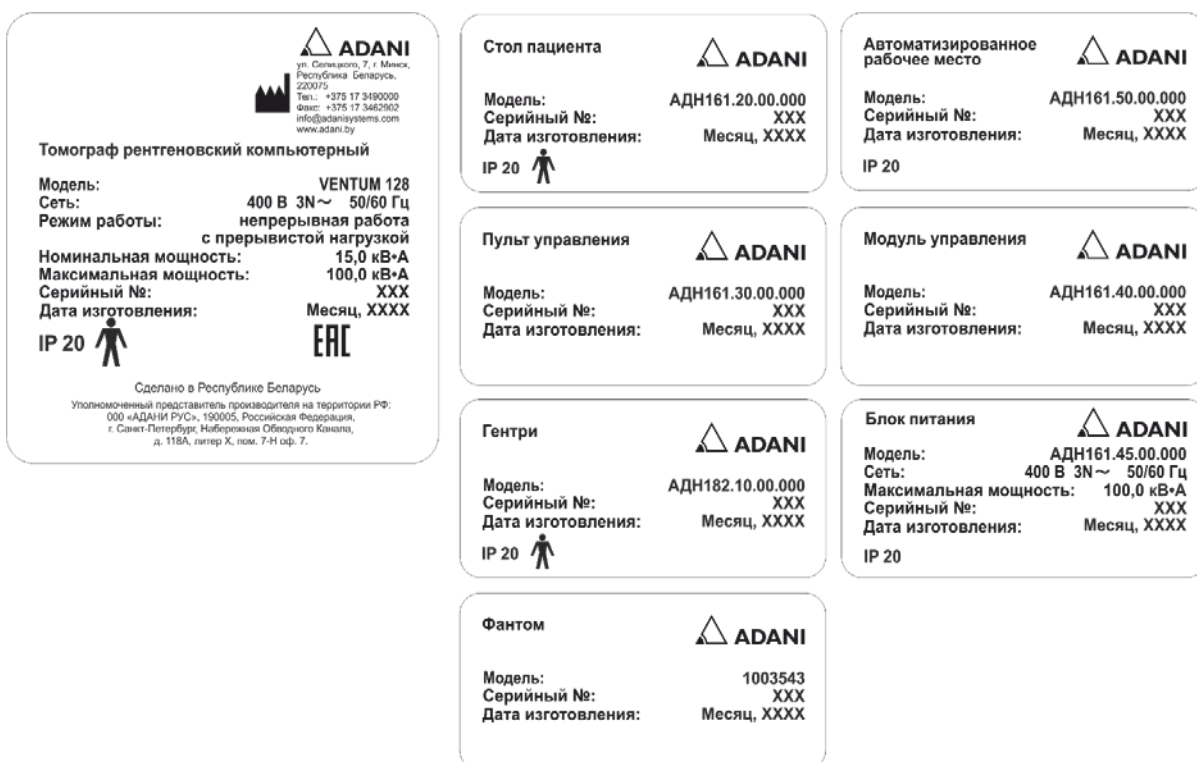 ADANI
ул. Селицкого, 7, г. Минск,
Республика Беларусь,
220075
Тел.: +375 17 3490000
Факс: +375 17 3462902
info@adanisystems.com
www.adani.by
Томограф рентгеновский компьютерный
Модель: VENTUM 128
Сеть: 400 В 3N~ 50/60 Гц
Режим работы: непрерывная работа
с прерывистой нагрузкой
Номинальная мощность: 15,0 кВ•А
Максимальная мощность: 100,0 кВ•А
Серийный №: XXX
Дата изготовления: Месяц, XXXX
IP 20 EAC
Сделано в Республике Беларусь
Уполномоченный представитель производителя на территории РФ:
ООО «АДАНИ РУС», 190005, Российская Федерация,
г. Санкт-Петербург, Набережная Обводного Канала,
д. 118А, литер Х, пом. 7-Н оф. 7.
Стол пациента ADANI
Модель: АДН161.20.00.000
Серийный №: XXX
Дата изготовления: Месяц, XXXX
IP 20
Автоматизированное
рабочее место ADANI
Модель: АДН161.50.00.000
Серийный №: XXX
Дата изготовления: Месяц, XXXX
IP 20
Пульт управления ADANI
Модель: АДН161.30.00.000
Серийный №: XXX
Дата изготовления: Месяц, XXXX
Модуль управления ADANI
Модель: АДН161.40.00.000
Серийный №: XXX
Дата изготовления: Месяц, XXXX
Гентри ADANI
Модель: АДН182.10.00.000
Серийный №: XXX
Дата изготовления: Месяц, XXXX
IP 20
Блок питания ADANI
Модель: АДН161.45.00.000
Сеть: 400 В 3N~ 50/60 Гц
Максимальная мощность: 100,0 кВ•А
Серийный №: XXX
Дата изготовления: Месяц, XXXX
IP 20
Фантом ADANI
Модель: 1003543
Серийный №: XXX
Дата изготовления: Месяц, XXXX